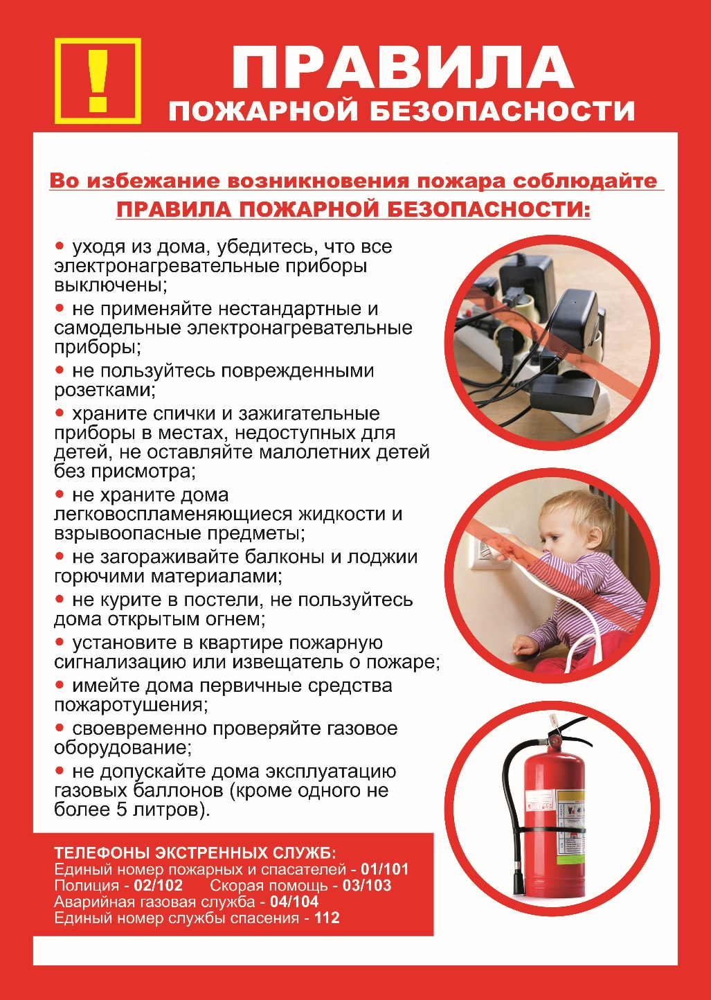 !
ПРАВИЛА
ПОЖАРНОЙ БЕЗОПАСНОСТИ
Во избежание возникновения пожара соблюдайте
ПРАВИЛА ПОЖАРНОЙ БЕЗОПАСНОСТИ:
• уходя из дома, убедитесь, что все
электронагревательные приборы
выключены;
• не применяйте нестандартные и
самодельные электронагревательные
приборы;
• не пользуйтесь поврежденными
розетками;
• храните спички и зажигательные
приборы в местах, недоступных для
детей, не оставляйте малолетних детей
без присмотра;
• не храните дома
легковоспламеняющиеся жидкости и
взрывоопасные предметы;
• не загораживайте балконы и лоджии
горючими материалами;
• не курите в постели, не пользуйтесь
дома открытым огнем;
• установите в квартире пожарную
сигнализацию или извещатель о пожаре;
• имейте дома первичные средства
пожаротушения;
• своевременно проверяйте газовое
оборудование;
• не допускайте дома эксплуатацию
газовых баллонов (кроме одного не
более 5 литров).
ТЕЛЕФОНЫ ЭКСТРЕННЫХ СЛУЖБ:
Единый номер пожарных и спасателей - 01/101
Полиция - 02/102 Скорая помощь - 03/103
Аварийная газовая служба - 04/104
Единый номер службы спасения - 112